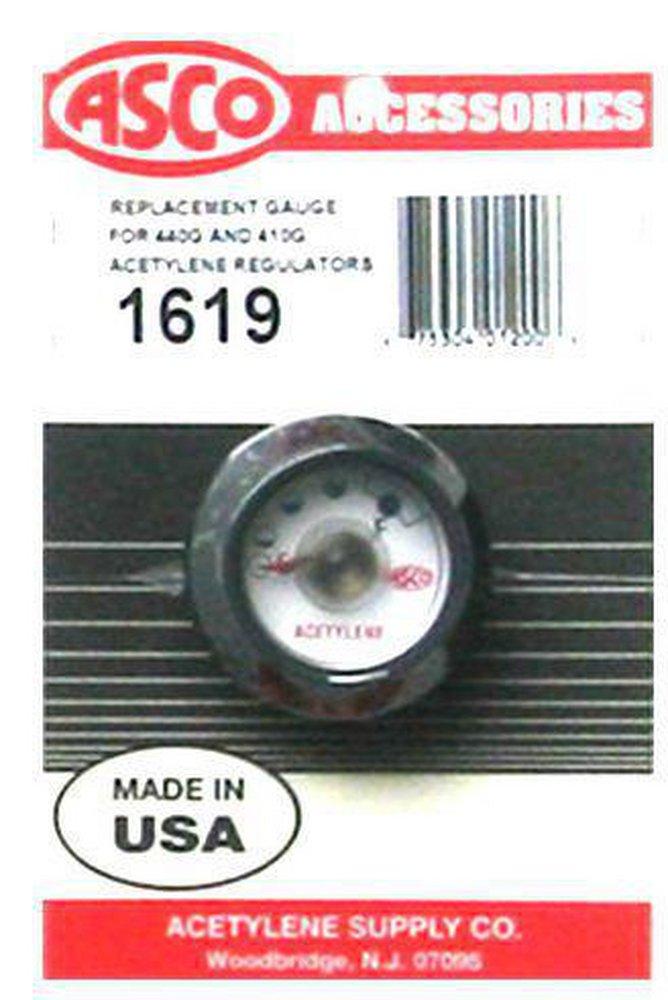 ASCO ACCESSORIES
REPLACEMENT GAUGE
FOR 440G AND 410G
ACETYLENE REGULATORS
1619
ASCO
ACETYLENE
MADE IN
USA
ACETYLENE SUPPLY CO.
Woodbridge, N.J. 07095